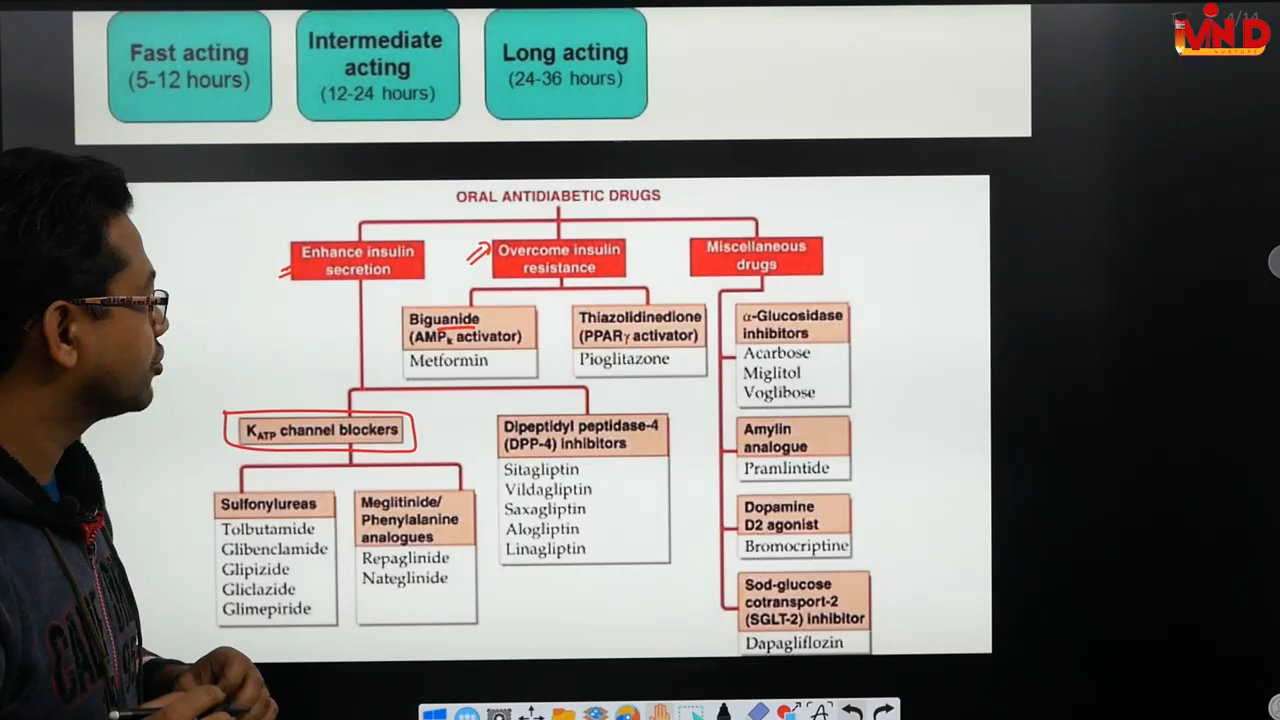 Fast acting
(5-12 hours)
Intermediate
acting
(12-24 hours)
Long acting
(24-36 hours)
4/14
MIND
NURTURE
ORAL ANTIDIABETIC DRUGS
Enhance insulin
secretion
Overcome insulin
resistance
Miscellaneous
drugs
Biguanide
(AMPk activator)
Metformin
Thiazolidinedione
(PPARγ activator)
Pioglitazone
α-Glucosidase
inhibitors
Acarbose
Miglitol
Voglibose
KATP channel blockers
Dipeptidyl peptidase-4
(DPP-4) inhibitors
Sitagliptin
Vildagliptin
Saxagliptin
Alogliptin
Linagliptin
Amylin
analogue
Pramlintide
Sulfonylureas
Tolbutamide
Glibenclamide
Glipizide
Gliclazide
Glimepiride
Meglitinide/
Phenylalanine
analogues
Repaglinide
Nateglinide
Dopamine
D2 agonist
Bromocriptine
Sod-glucose
cotransport-2
(SGLT-2) inhibitor
Dapagliflozin